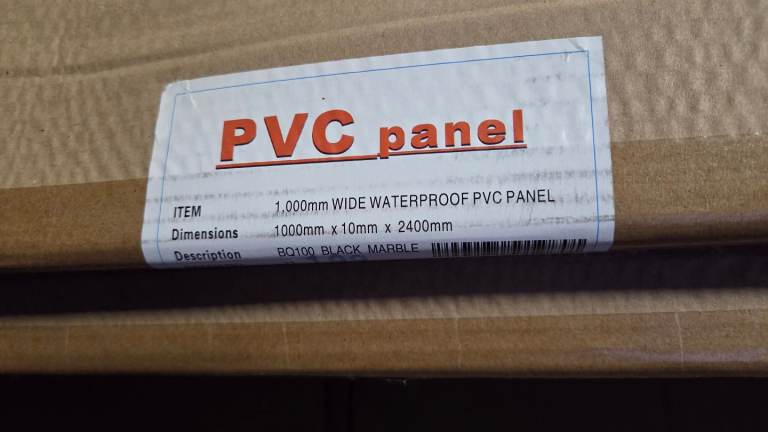 PVC panel
ITEM 1,000mm WIDE WATERPROOF PVC PANEL
Dimensions 1000mm x 10mm x 2400mm
Description BQ100 BLACK MARBLE